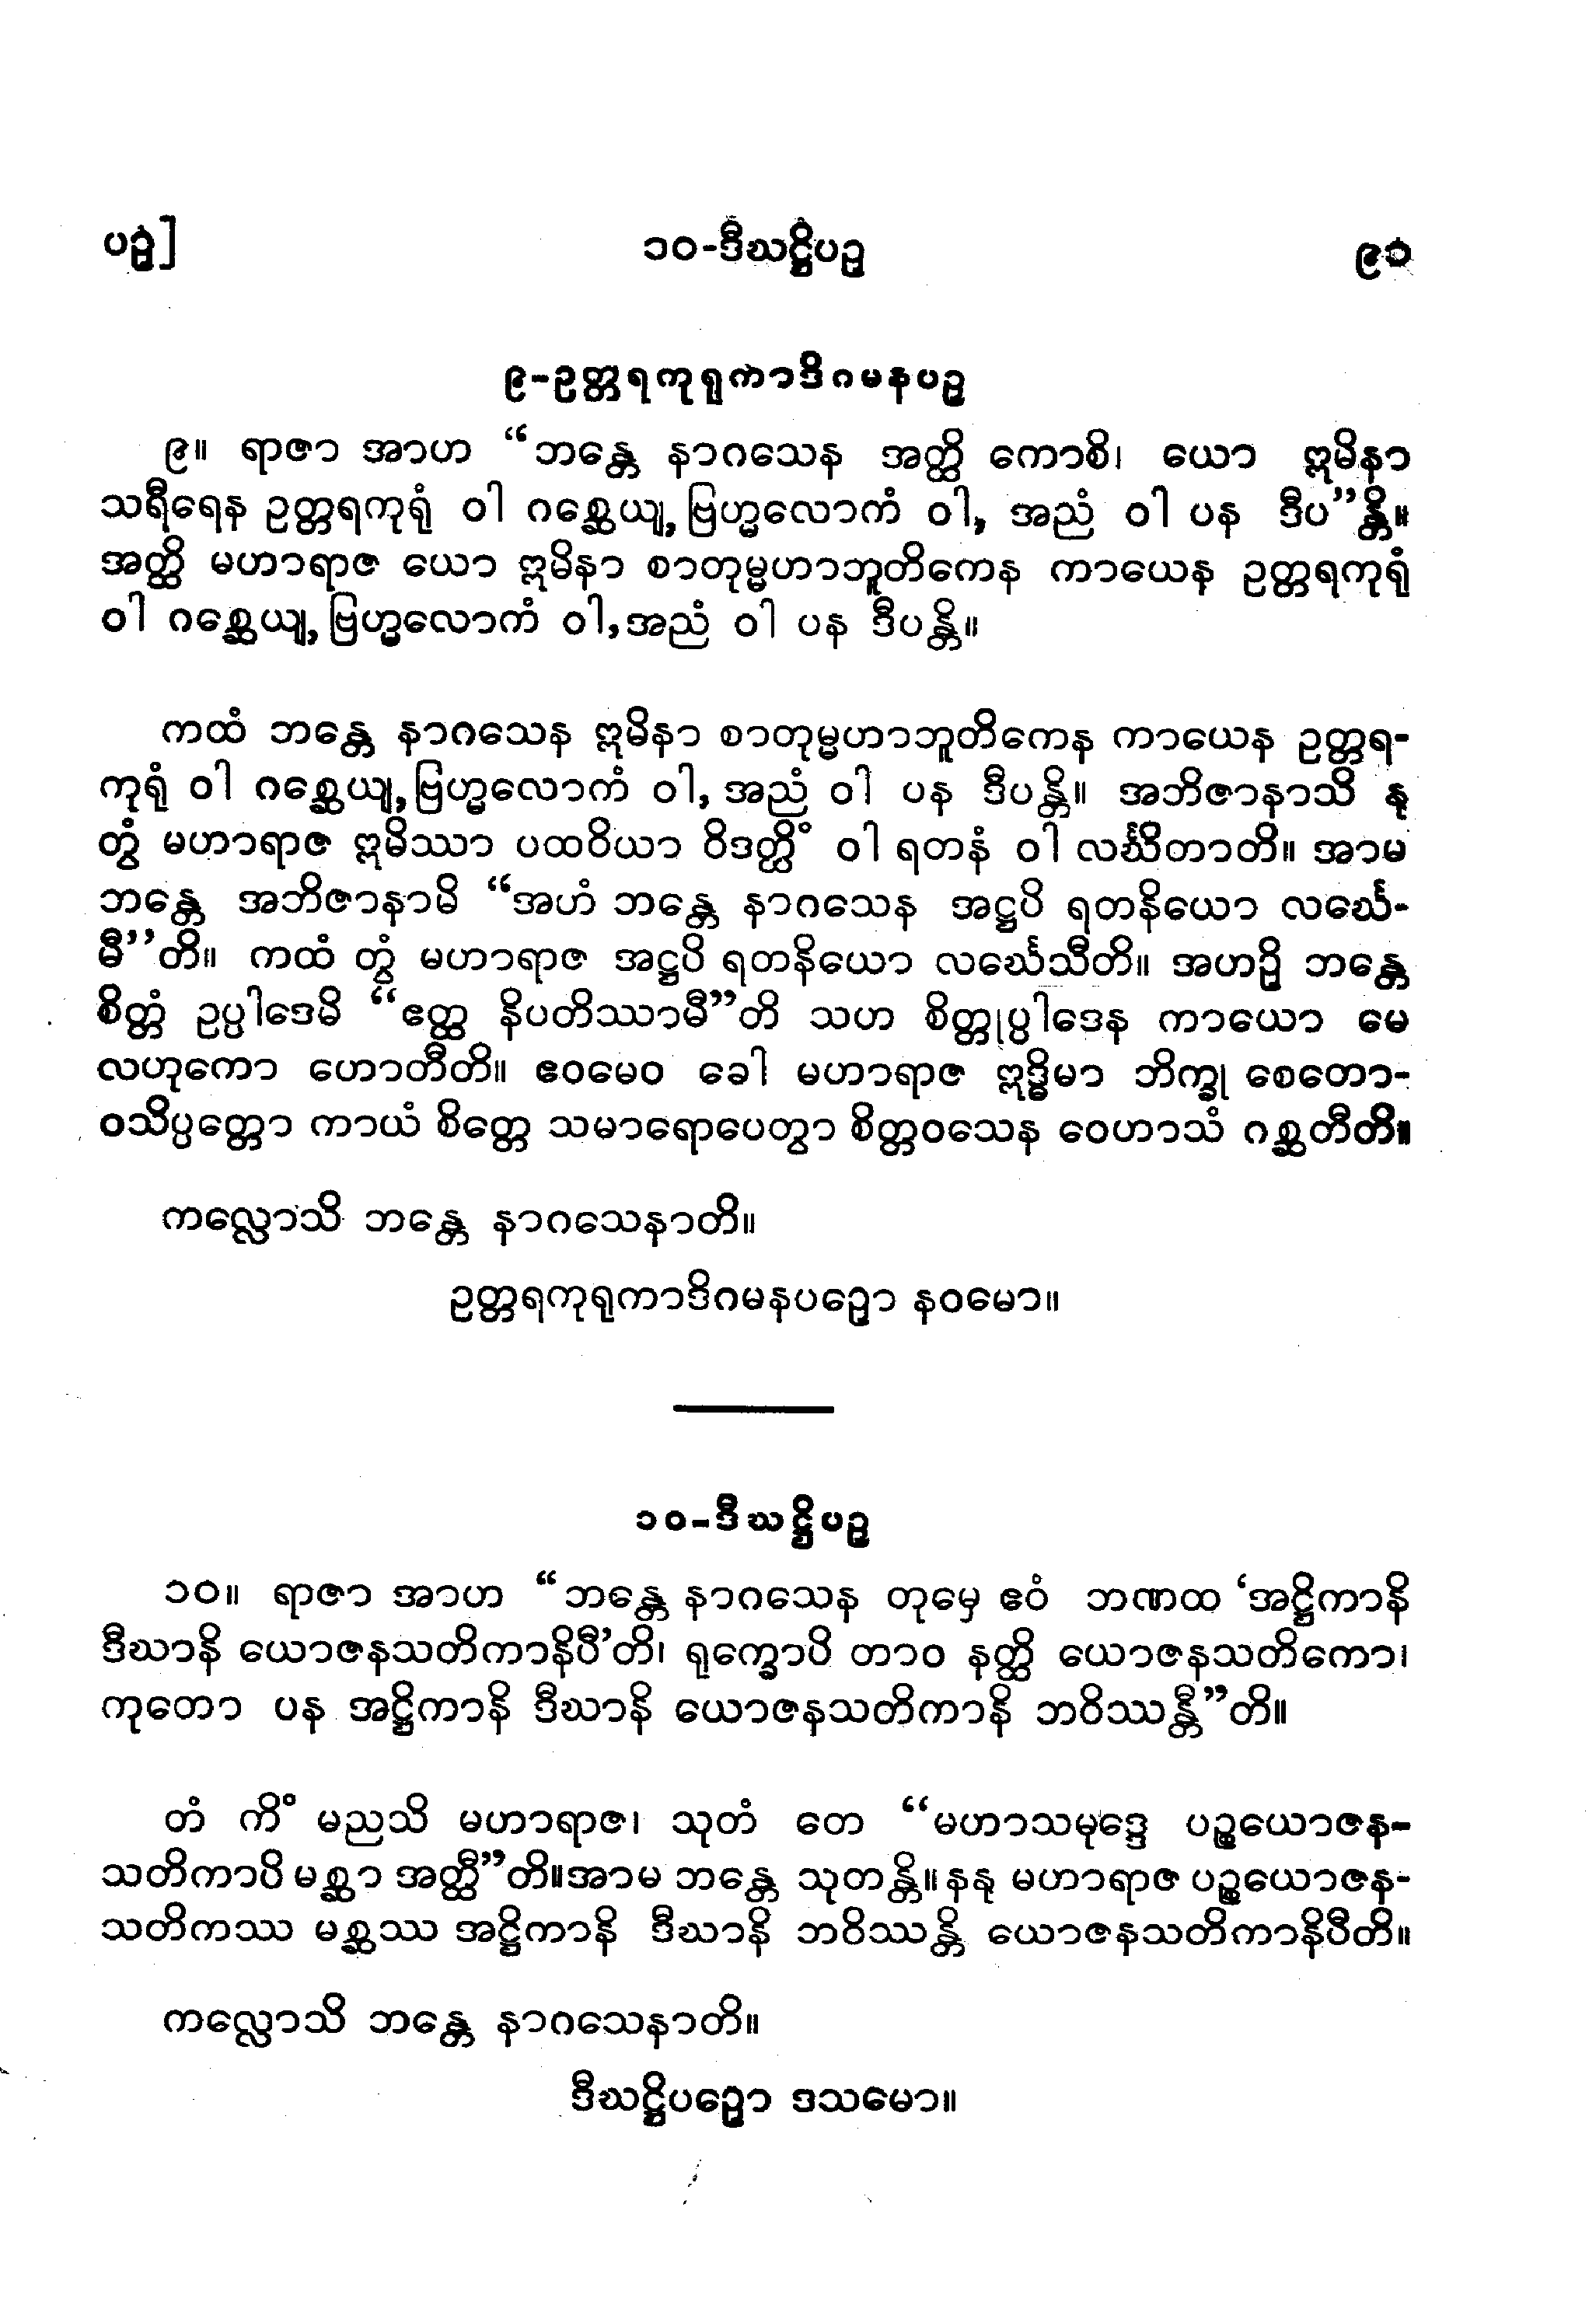 ပဉှံ]
၁၀-ဒီဃဋ္ဌိပဉှ
၉၁
၉-ဥတ္တရကုရုကာဒိဂမနပဉှ
၉။ ရာဇာ အာဟ “ဘန္တေ နာဂသေန အတ္ထိ ကောစိ၊ ယော ဣမိနာ
သရီရေန ဥတ္တရကုရုံ ဝါ ဂစ္ဆေယျ, ဗြဟ္မလောကံ ဝါ, အညံ ဝါ ပန ဒီပ”န္တိ။
အတ္ထိ မဟာရာဇ ယော ဣမိနာ စာတုမ္မဟာဘူတိကေန ကာယေန ဥတ္တရကုရုံ
ဝါ ဂစ္ဆေယျ, ဗြဟ္မလောကံ ဝါ, အညံ ဝါ ပန ဒီပန္တိ။
ကထံ ဘန္တေ နာဂသေန ဣမိနာ စာတုမ္မဟာဘူတိကေန ကာယေန ဥတ္တရ-
ကုရုံ ဝါ ဂစ္ဆေယျ, ဗြဟ္မလောကံ ဝါ, အညံ ဝါ ပန ဒီပန္တိ။ အဘိဇာနာသိ နု
တွံ မဟာရာဇ ဣမိဿာ ပထဝိယာ ဝိဒတ္ထိံ ဝါ ရတနံ ဝါ လင်္ဃိတာတိ။ အာမ
ဘန္တေ အဘိဇာနာမိ “အဟံ ဘန္တေ နာဂသေန အဋ္ဌပိ ရတနိယော လင်္ဃေ-
မီ”တိ။ ကထံ တွံ မဟာရာဇ အဋ္ဌပိ ရတနိယော လင်္ဃေသီတိ။ အဟဉှိ ဘန္တေ
စိတ္တံ ဥပ္ပါဒေမိ “ဧတ္ထ နိပတိဿာမီ”တိ သဟ စိတ္တုပ္ပါဒေန ကာယော မေ
လဟုကော ဟောတီတိ။ ဧဝမေဝ ခေါ မဟာရာဇ ဣဒ္ဓိမာ ဘိက္ခု စေတော-
ဝသိပ္ပတ္တော ကာယံ စိတ္တေ သမာရောပေတွာ စိတ္တဝသေန ဝေဟာသံ ဂစ္ဆတီတိ။
ကလ္လောသိ ဘန္တေ နာဂသေနာတိ။
ဥတ္တရကုရုကာဒိဂမနပဉှော နဝမော။
၁၀-ဒီဃဋ္ဌိပဉှ
၁၀။ ရာဇာ အာဟ “ဘန္တေ နာဂသေန တုမှေ ဧဝံ ဘဏထ ‘အဋ္ဌိကာနိ
ဒီဃာနိ ယောဇနသတိကာနိပီ’တိ၊ ရုက္ခောပိ တာဝ နတ္ထိ ယောဇနသတိကော၊
ကုတော ပန အဋ္ဌိကာနိ ဒီဃာနိ ယောဇနသတိကာနိ ဘဝိဿန္တီ”တိ။
တံ ကိံ မညသိ မဟာရာဇ၊ သုတံ တေ “မဟာသမုဒ္ဒေ ပဉ္စယောဇန-
သတိကာပိ မစ္ဆာ အတ္ထီ”တိ။အာမ ဘန္တေ သုတန္တိ။ နနု မဟာရာဇ ပဉ္စယောဇန-
သတိကဿ မစ္ဆဿ အဋ္ဌိကာနိ ဒီဃာနိ ဘဝိဿန္တိ ယောဇနသတိကာနိပီတိ။
ကလ္လောသိ ဘန္တေ နာဂသေနာတိ။
ဒီဃဋ္ဌိပဉှော ဒသမော။